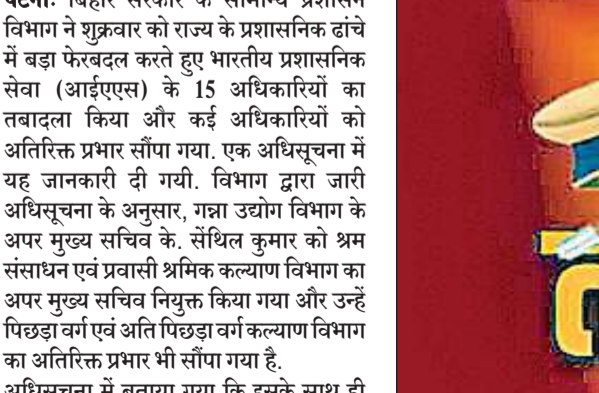 पटनाः बिहार सरकार के सामान्य प्रशासन
विभाग ने शुक्रवार को राज्य के प्रशासनिक ढांचे
में बड़ा फेरबदल करते हुए भारतीय प्रशासनिक
सेवा (आईएएस) के 15 अधिकारियों का
तबादला किया और कई अधिकारियों को
अतिरिक्त प्रभार सौंपा गया. एक अधिसूचना में
यह जानकारी दी गयी. विभाग द्वारा जारी
अधिसूचना के अनुसार, गन्ना उद्योग विभाग के
अपर मुख्य सचिव के. सेंथिल कुमार को श्रम
संसाधन एवं प्रवासी श्रमिक कल्याण विभाग का
अपर मुख्य सचिव नियुक्त किया गया और उन्हें
पिछड़ा वर्ग एवं अति पिछड़ा वर्ग कल्याण विभाग
का अतिरिक्त प्रभार भी सौंपा गया है.
अधिसूचना में बताया गया कि इसके साथ ही